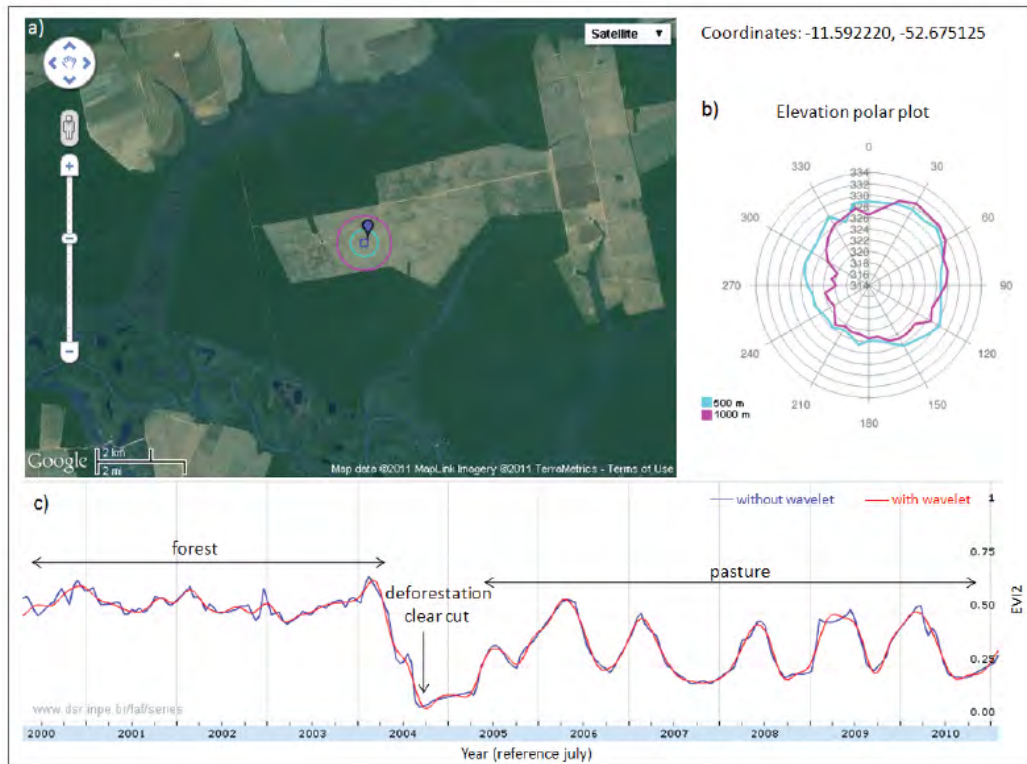 a)
Satellite ▼
Coordinates: -11.592220, -52.675125
b)
Elevation polar plot
0
330
30
300
60
270
90
240
120
210
150
180
334
332
330
328
326
324
322
320
318
316
314
500 m
1000 m
Google
2 km
2 mi
Map data ©2011 MapLink Imagery ©2011 TerraMetrics - Terms of Use
c)
without wavelet
with wavelet
1
forest
0.75
pasture
deforestation
clear cut
0.50
EVI2
0.25
0.00
www.dsr.inpe.br/laf/series
2000 2001 2002 2003 2004 2005 2006 2007 2008 2009 2010
Year (reference july)